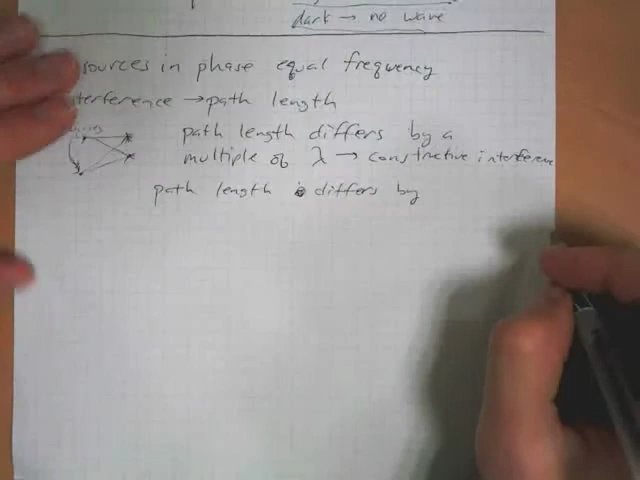 dark → no wave
sources in phase equal frequency
interference → path length
path length differs by a
multiple of λ → constructive interference
path length differs by